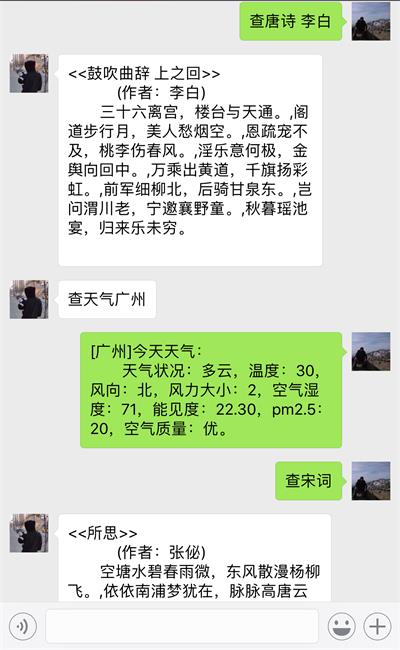 查唐诗 李白
<<鼓吹曲辞 上之回>>
(作者：李白)
三十六离宫，楼台与天通。,阁
道步行月，美人愁烟空。,恩疏宠不
及，桃李伤春风。,淫乐意何极，金
舆向回中。,万乘出黄道，千旗扬彩
虹。,前军细柳北，后骑甘泉东。,岂
问渭川老，宁邀襄野童。,秋暮瑶池
宴，归来乐未穷。
查天气广州
[广州]今天天气：
天气状况：多云，温度：30，
风向：北，风力大小：2，空气湿
度：71，能见度：22.30，pm2.5：
20，空气质量：优。
查宋词
<<所思>>
(作者：张佖)
空塘水碧春雨微，东风散漫杨柳
飞。,依依南浦梦犹在，脉脉高唐云